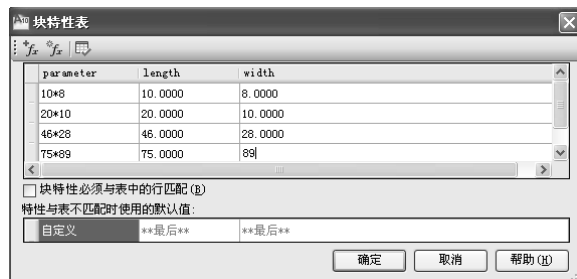 块特性表
parameter length width
10*8 10.0000 8.0000
20*10 20.0000 10.0000
46*28 46.0000 28.0000
75*89 75.0000 89
块特性必须与表中的行匹配(R)
特性与表不匹配时使用的默认值:
自定义 **最后** **最后**
确定 取消 帮助(H)